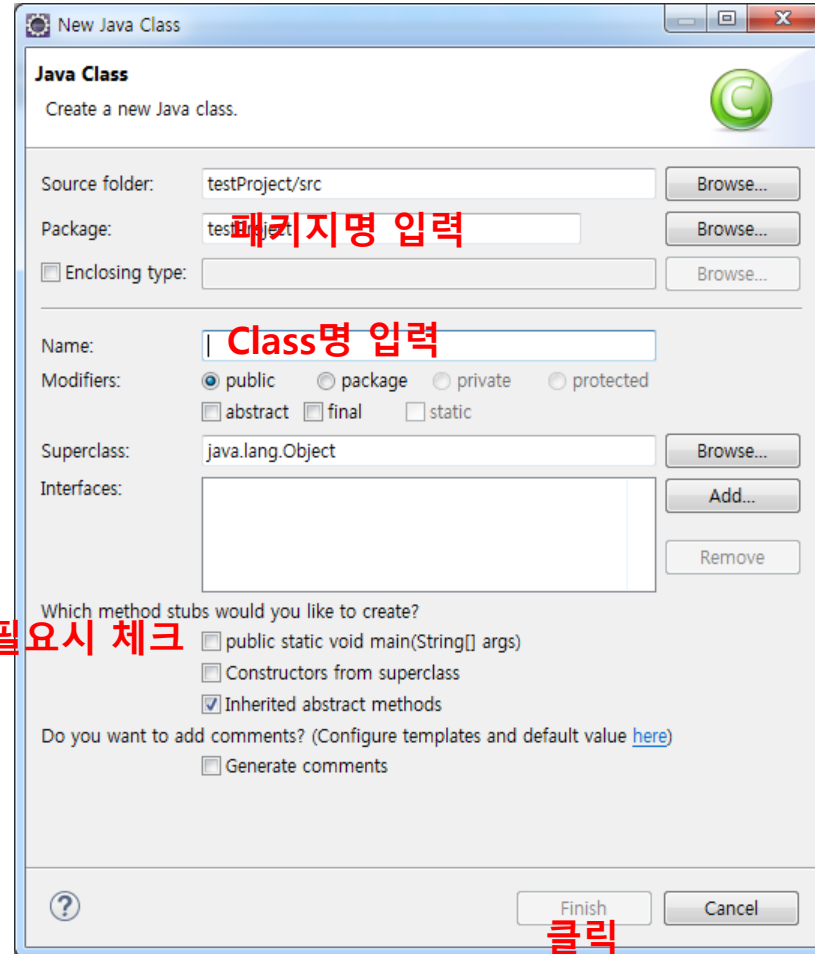 New Java Class
Java Class
Create a new Java class.
Source folder: testProject/src Browse...
Package: testProject Browse...
패키지명 입력
Enclosing type: Browse...
Name: Class명 입력
Modifiers: public package private protected
abstract final static
Superclass: java.lang.Object Browse...
Interfaces: Add...
Remove
Which method stubs would you like to create?
필요시 체크 public static void main(String[] args)
Constructors from superclass
Inherited abstract methods
Do you want to add comments? (Configure templates and default value here)
Generate comments
? Finish Cancel
클릭